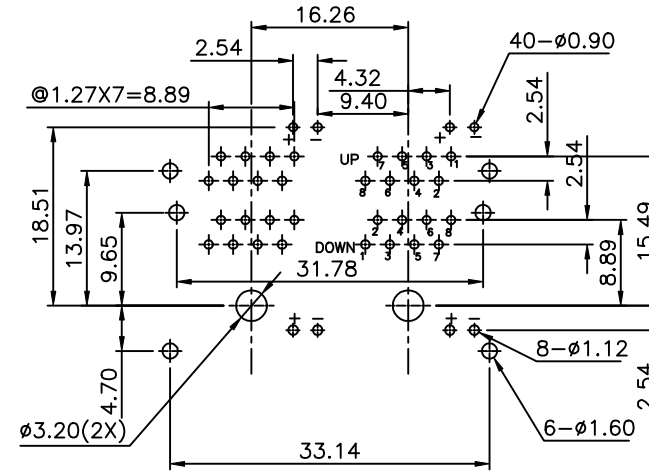 16.26
2.54
40-ø0.90
4.32
@1.27X7=8.89
9.40
2.54
+ −
+ −
UP
7 5 3 1
8 6 4 2
2.54
18.51
13.97
9.65
2 4 6 8
DOWN
1 3 5 7
31.78
8.89
15.49
+ −
+ −
4.70
8-ø1.12
2.54
ø3.20(2X)
6-ø1.60
33.14